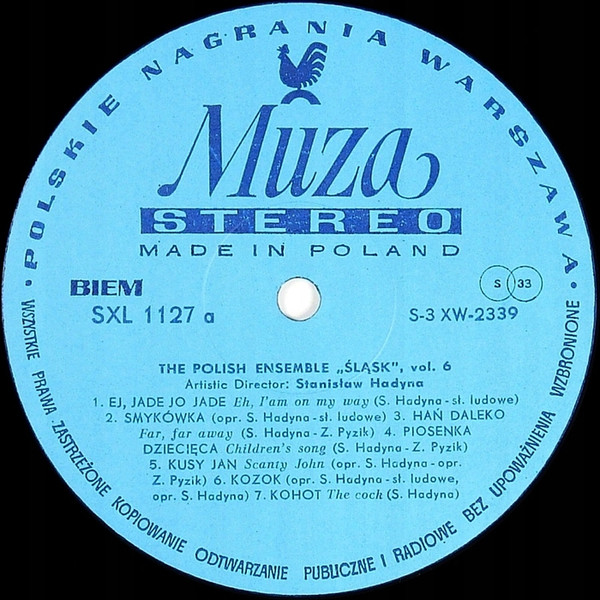 • POLSKIE NAGRANIA WARSZAWA •
Muza
STEREO
MADE IN POLAND
BIEM
SXL 1127 a
S 33
S-3 XW-2339
THE POLISH ENSEMBLE „ŚLĄSK", vol. 6
Artistic Director: Stanisław Hadyna
1. EJ, JADE JO JADE Eh, I'am on my way (S. Hadyna-sł. ludowe)
2. SMYKÓWKA (opr. S. Hadyna-sł. ludowe) 3. HAŃ DALEKO
Far, far away (S. Hadyna-Z. Pyzik) 4. PIOSENKA
DZIECIĘCA Children's song (S. Hadyna-Z. Pyzik)
5. KUSY JAN Scanty John (opr. S. Hadyna-opr.
Z. Pyzik) 6. KOZOK (opr. S. Hadyna-sł. ludowe,
opr. S. Hadyna) 7. KOHOT The coch (S. Hadyna)
WSZYSTKIE PRAWA ZASTRZEŻONE KOPIOWANIE ODTWARZANIE PUBLICZNE I RADIOWE BEZ UPOWAŻNIENIA WZBRONIONE